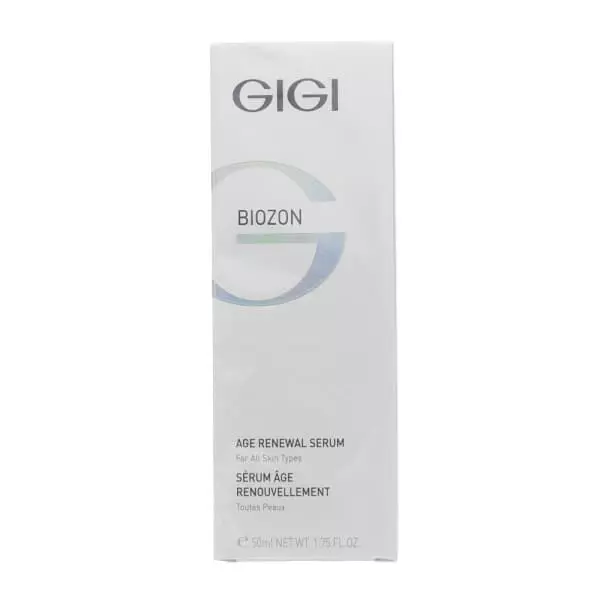 GIGI
BIOZON
AGE RENEWAL SERUM
For All Skin Types
SÉRUM ÂGE
RENOUVELLEMENT
Toutes Peaux
℮ 50ml NET WT. 1.75 FL.OZ.